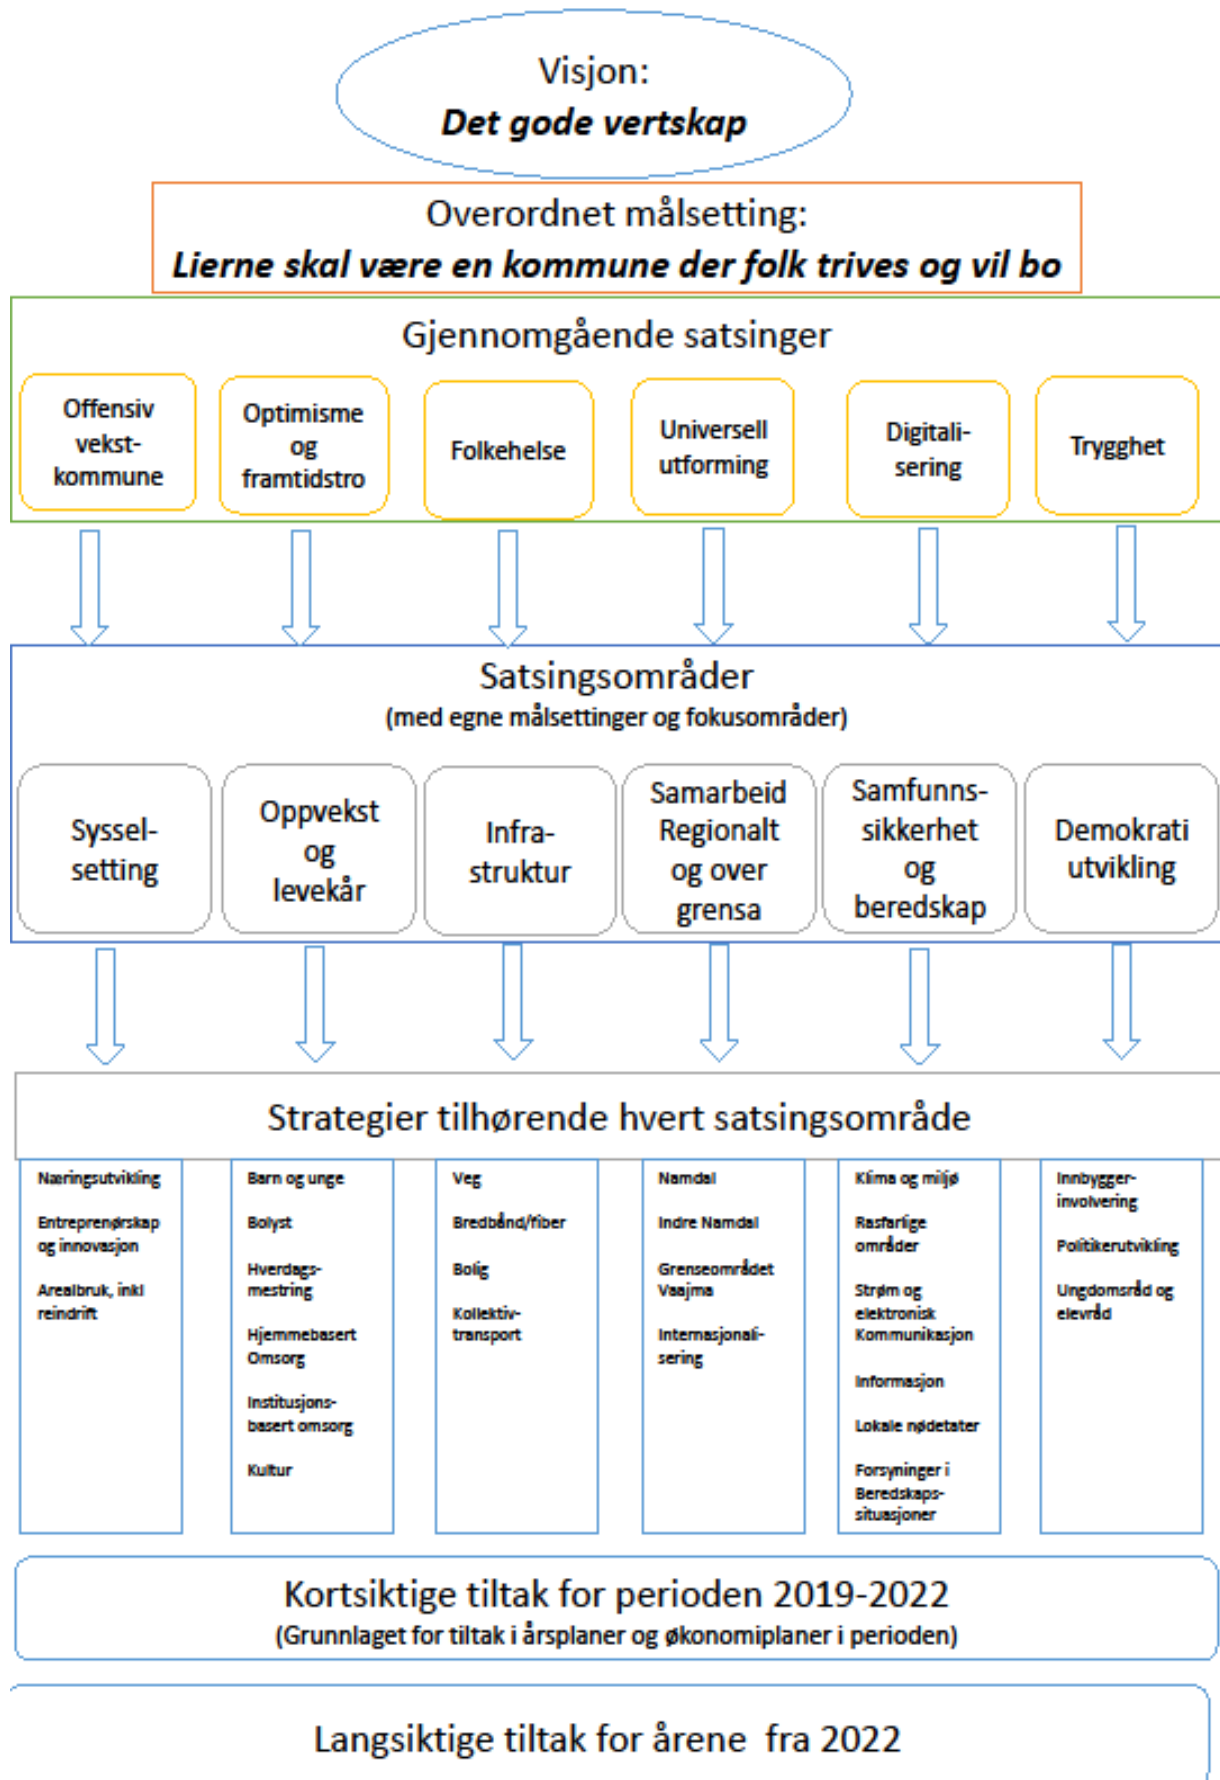 Visjon:
Det gode vertskap
Overordnet målsetting:
Lierne skal være en kommune der folk trives og vil bo
Gjennomgående satsinger
Offensiv
vekst-
kommune
Optimisme
og
framtidstro
Folkehelse
Universell
utforming
Digitali-
sering
Trygghet
Satsingsområder
(med egne målsettinger og fokusområder)
Syssel-
setting
Oppvekst
og
levekår
Infra-
struktur
Samarbeid
Regionalt
og over
grensa
Samfunns-
sikkerhet
og
beredskap
Demokrati
utvikling
Strategier tilhørende hvert satsingsområde
Næringsutvikling
Entreprenørskap
og innovasjon
Arealbruk, inkl
reindrift
Barn og unge
Bolyst
Hverdags-
mestring
Hjemmebasert
Omsorg
Institusjons-
basert omsorg
Kultur
Veg
Bredbånd/fiber
Bolig
Kollektiv-
transport
Namdal
Indre Namdal
Grenseområdet
Vaajma
Internasjonali-
sering
Klima og miljø
Rasfarlige
områder
Strøm og
elektronisk
Kommunikasjon
Informasjon
Lokale nødetater
Forsyninger i
Beredskaps-
situasjoner
Innbygger-
involvering
Politikerutvikling
Ungdomsråd og
elevråd
Kortsiktige tiltak for perioden 2019-2022
(Grunnlaget for tiltak i årsplaner og økonomiplaner i perioden)
Langsiktige tiltak for årene fra 2022